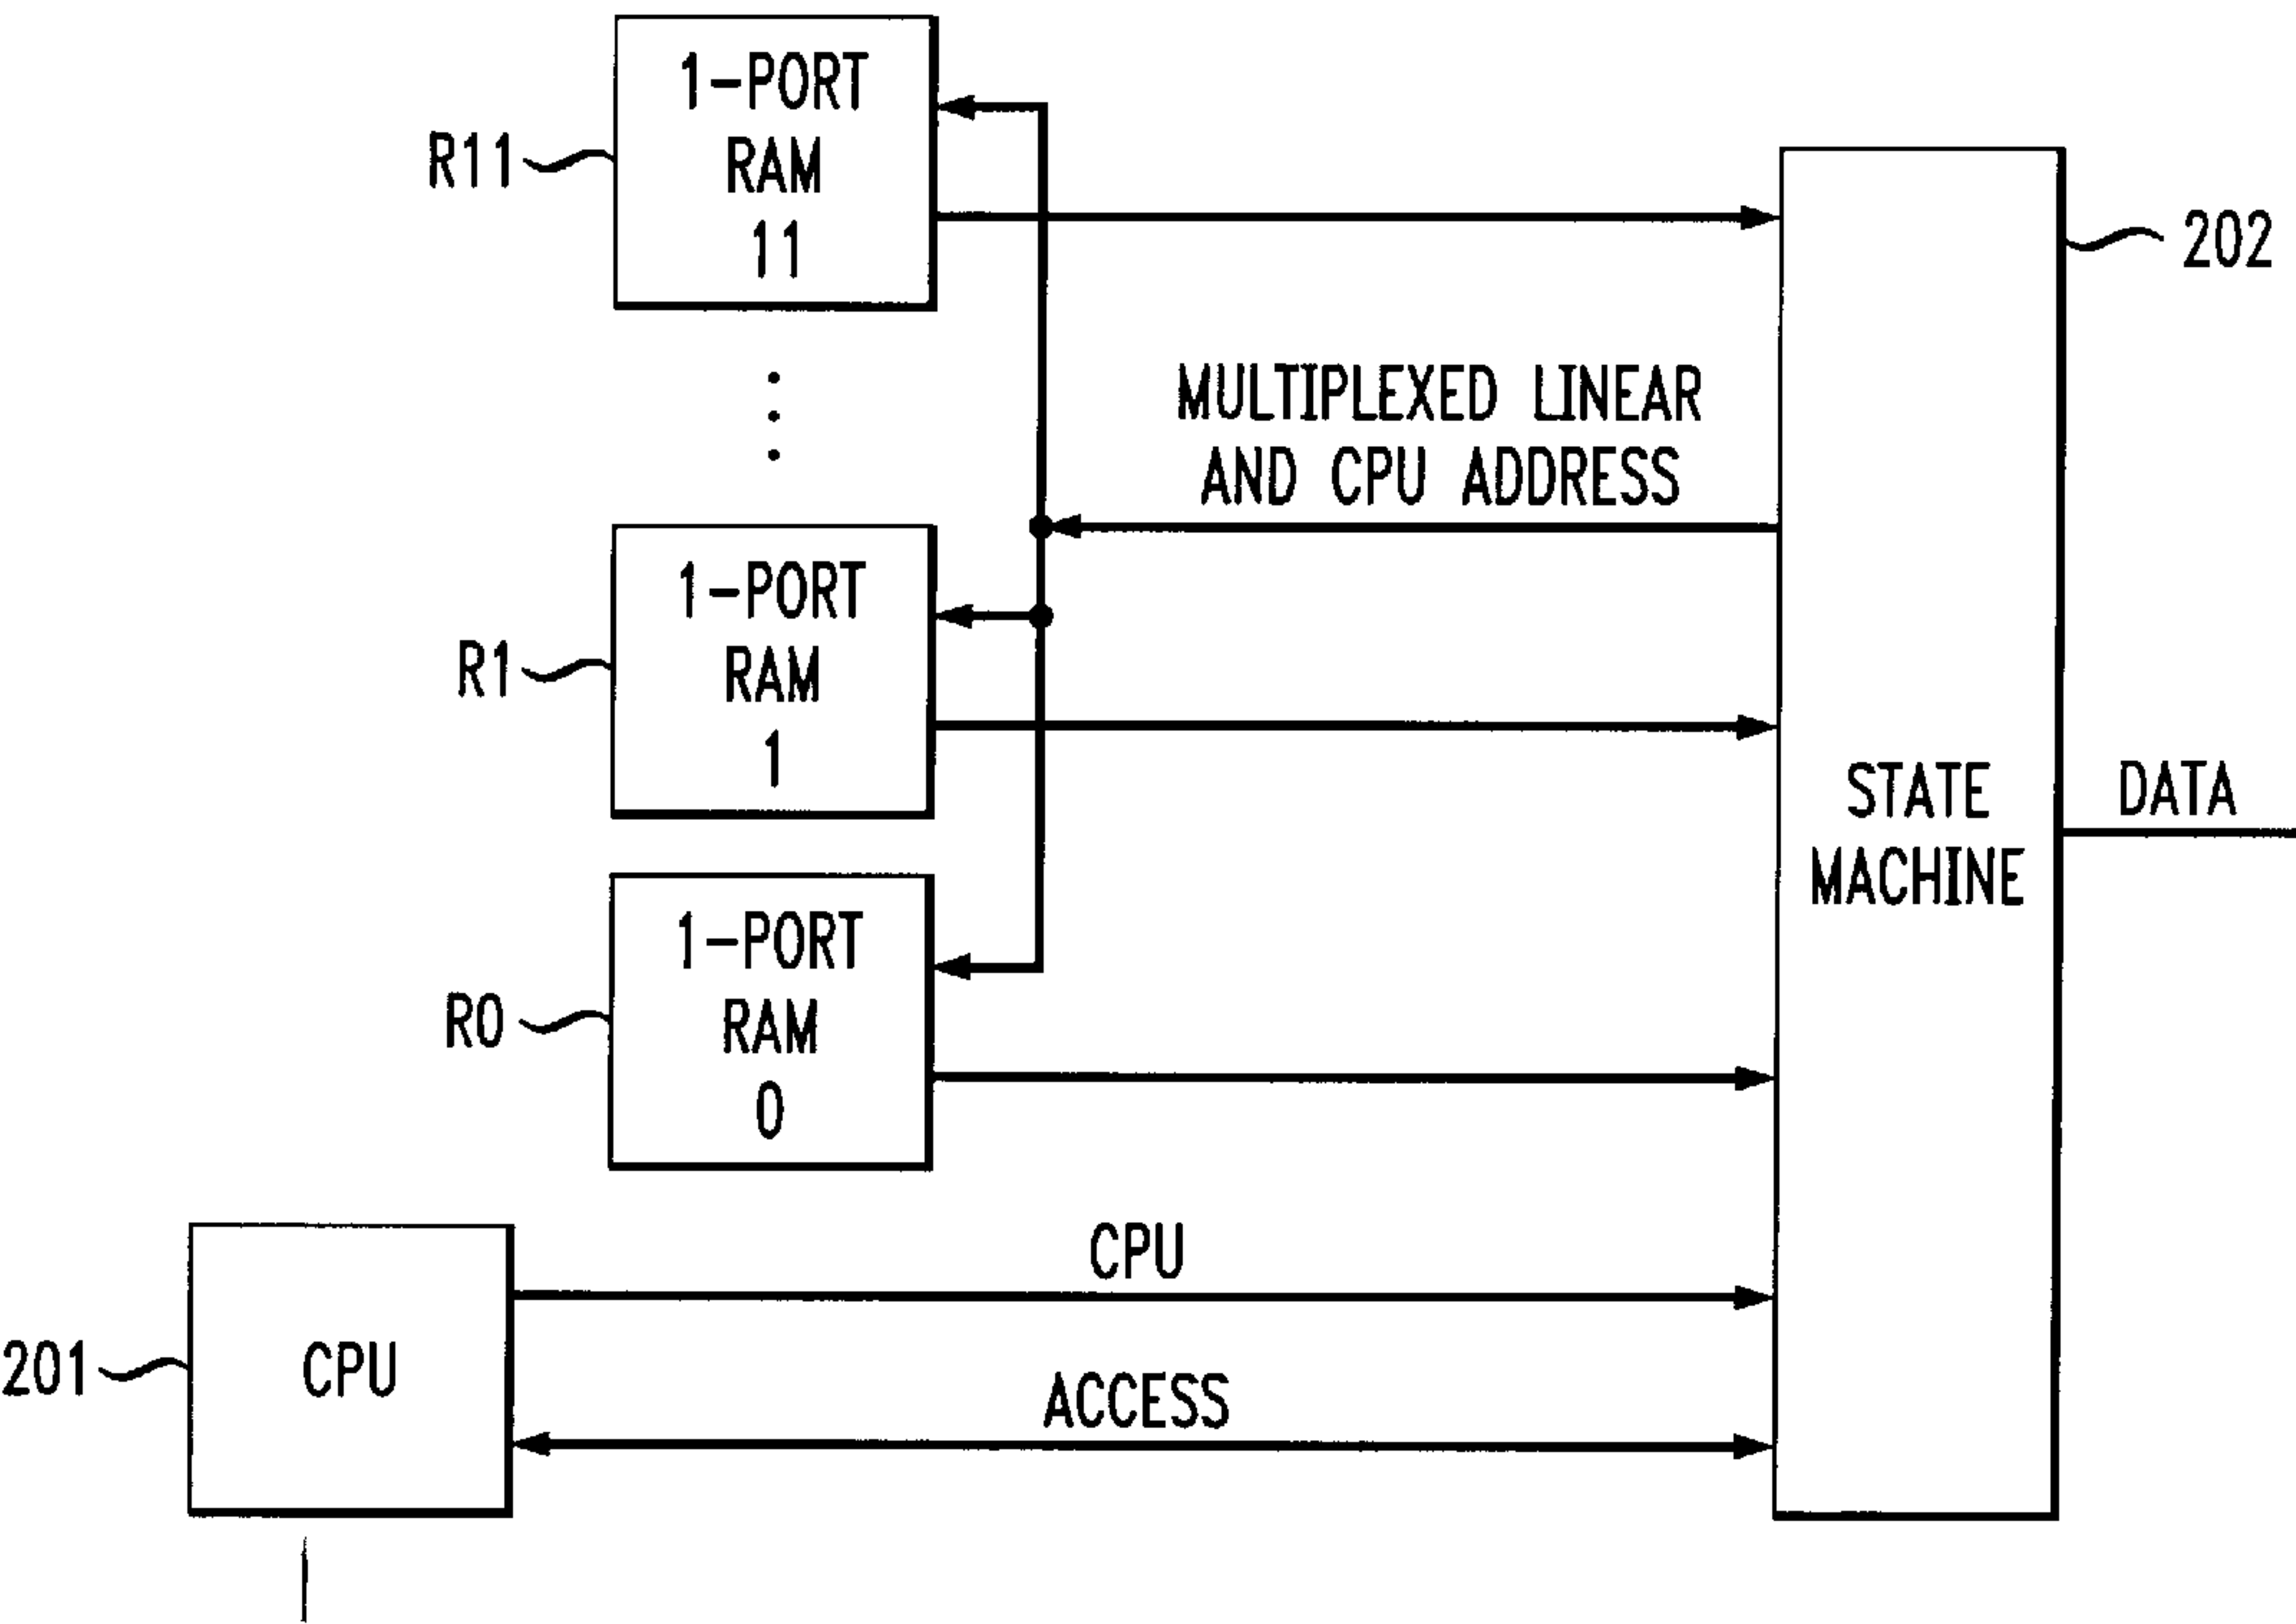 1-PORT
RAM
11
R11
202
MULTIPLEXED LINEAR
AND CPU ADDRESS
1-PORT
RAM
1
R1
STATE
MACHINE
DATA
1-PORT
RAM
0
R0
CPU
201
CPU
ACCESS